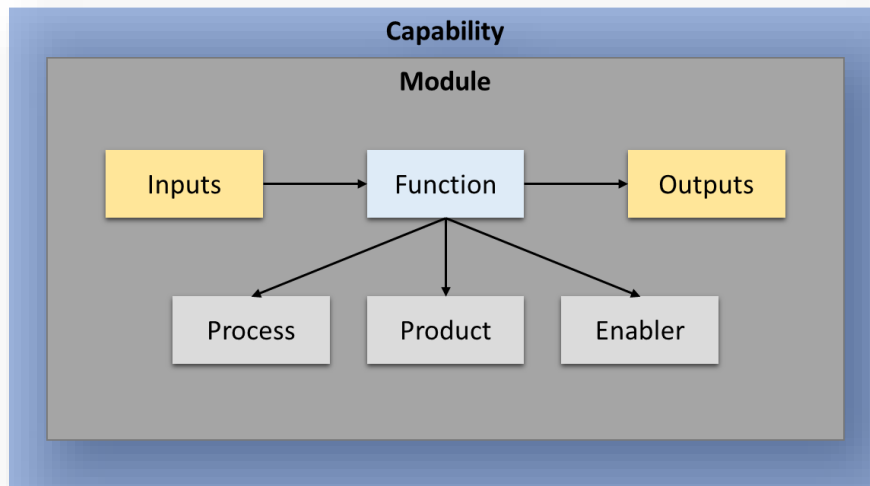 Capability
Module
Inputs
Function
Outputs
Process
Product
Enabler